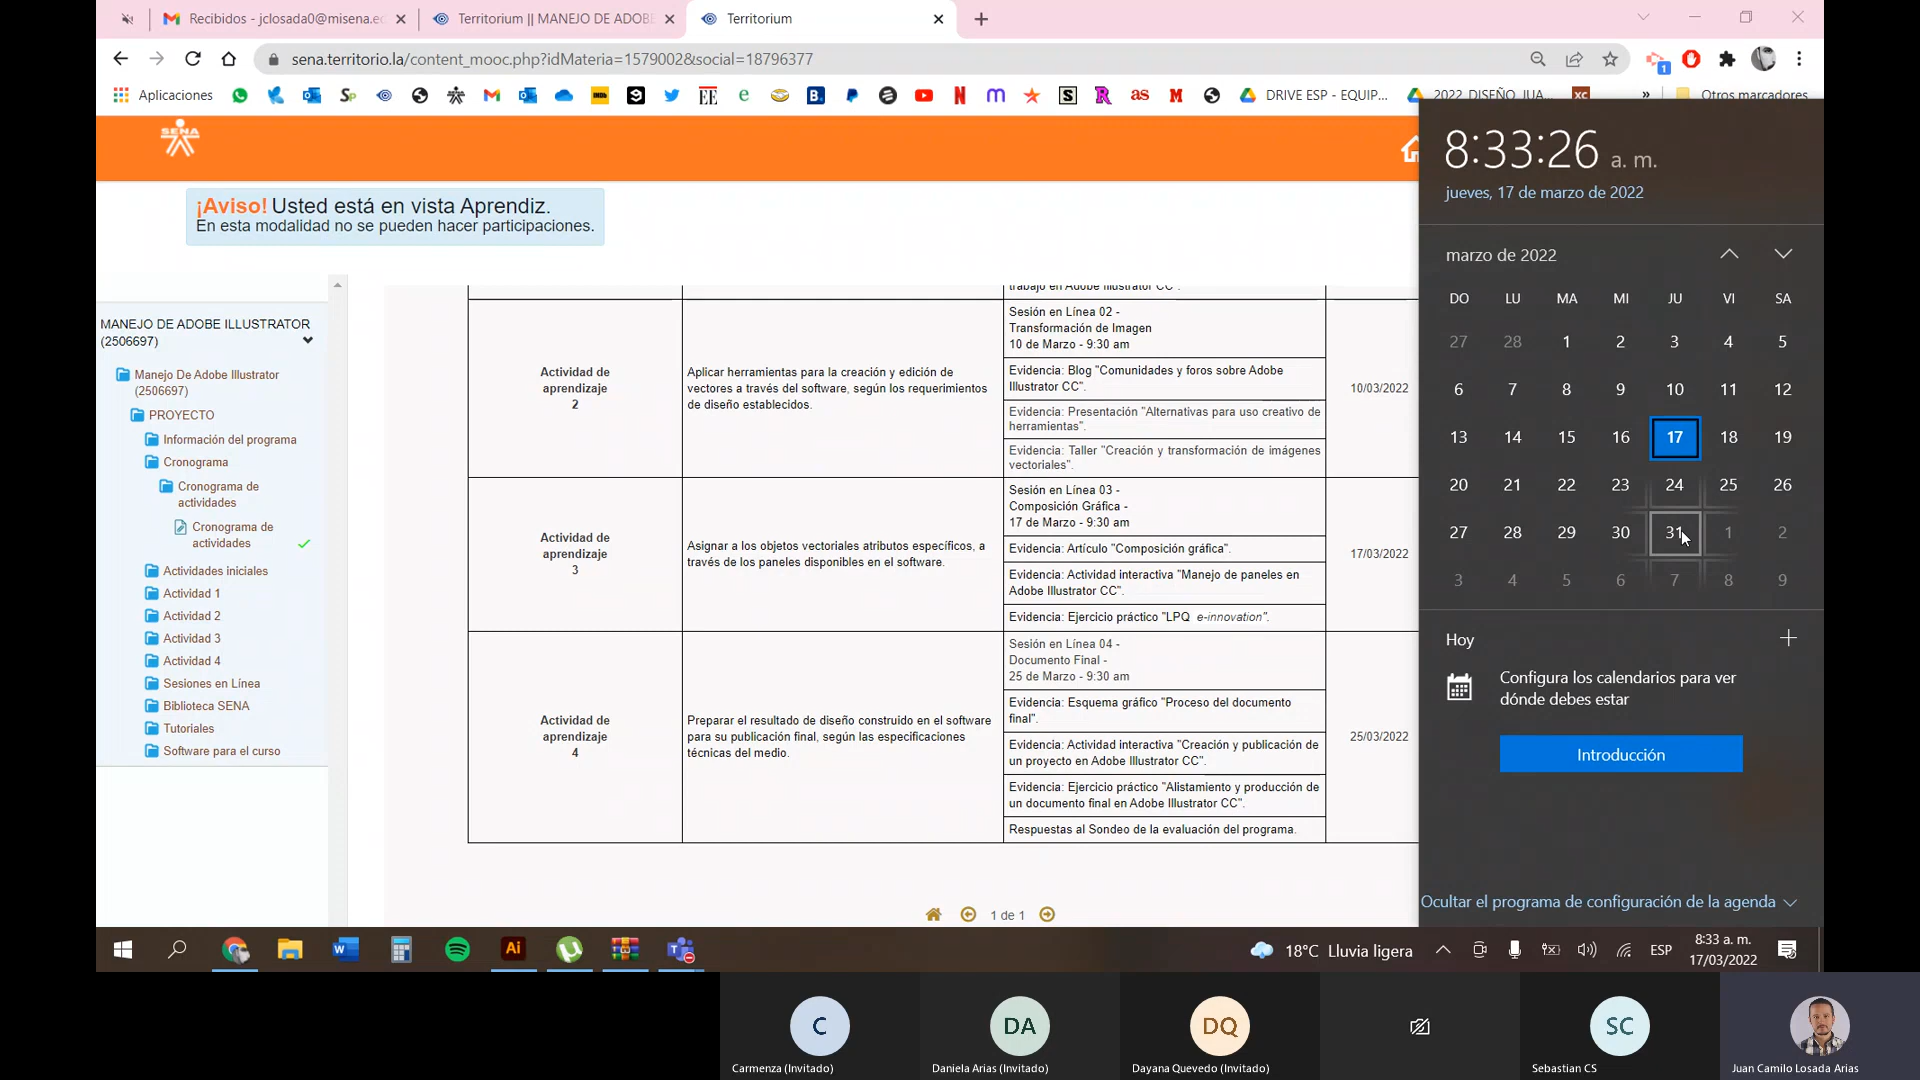 Recibidos - jclosada0@misena.e
Territorium || MANEJO DE ADOBE
Territorium
sena.territorio.la/content_mooc.php?idMateria=1579002&social=18796377
1
Aplicaciones
DRIVE ESP - EQUIP...
2022 DISEÑO JUA...
Otros marcadores
SENA
¡Aviso! Usted está en vista Aprendiz.
En esta modalidad no se pueden hacer participaciones.
MANEJO DE ADOBE ILLUSTRATOR
(2506697)
Manejo De Adobe Illustrator
(2506697)
PROYECTO
Información del programa
Cronograma
Cronograma de
actividades
Cronograma de
actividades
Actividades iniciales
Actividad 1
Actividad 2
Actividad 3
Actividad 4
Sesiones en Línea
Biblioteca SENA
Tutoriales
Software para el curso
trabajo en Adobe Illustrator CC".
Actividad de
aprendizaje
2
Aplicar herramientas para la creación y edición de
vectores a través del software, según los requerimientos
de diseño establecidos.
Sesión en Línea 02 -
Transformación de Imagen
10 de Marzo - 9:30 am
Evidencia: Blog "Comunidades y foros sobre Adobe
Illustrator CC".
Evidencia: Presentación "Alternativas para uso creativo de
herramientas".
Evidencia: Taller "Creación y transformación de imágenes
vectoriales".
10/03/2022
Actividad de
aprendizaje
3
Asignar a los objetos vectoriales atributos específicos, a
través de los paneles disponibles en el software.
Sesión en Línea 03 -
Composición Gráfica -
17 de Marzo - 9:30 am
Evidencia: Artículo "Composición gráfica".
Evidencia: Actividad interactiva "Manejo de paneles en
Adobe Illustrator CC".
Evidencia: Ejercicio práctico "LPQ e-innovation".
17/03/2022
Actividad de
aprendizaje
4
Preparar el resultado de diseño construido en el software
para su publicación final, según las especificaciones
técnicas del medio.
Sesión en Línea 04 -
Documento Final -
25 de Marzo - 9:30 am
Evidencia: Esquema gráfico "Proceso del documento
final".
Evidencia: Actividad interactiva "Creación y publicación de
un proyecto en Adobe Illustrator CC".
Evidencia: Ejercicio práctico "Alistamiento y producción de
un documento final en Adobe Illustrator CC".
Respuestas al Sondeo de la evaluación del programa.
25/03/2022
1 de 1
8:33:26 a. m.
jueves, 17 de marzo de 2022
marzo de 2022
DO LU MA MI JU VI SA
27 28 1 2 3 4 5
6 7 8 9 10 11 12
13 14 15 16 17 18 19
20 21 22 23 24 25 26
27 28 29 30 31 1 2
3 4 5 6 7 8 9
Hoy
Configura los calendarios para ver
dónde debes estar
Introducción
Ocultar el programa de configuración de la agenda
18°C Lluvia ligera
ESP
8:33 a. m.
17/03/2022
C
DA
DQ
SC
Carmenza (Invitado)
Daniela Arias (Invitado)
Dayana Quevedo (Invitado)
Sebastian CS
Juan Camilo Losada Arias